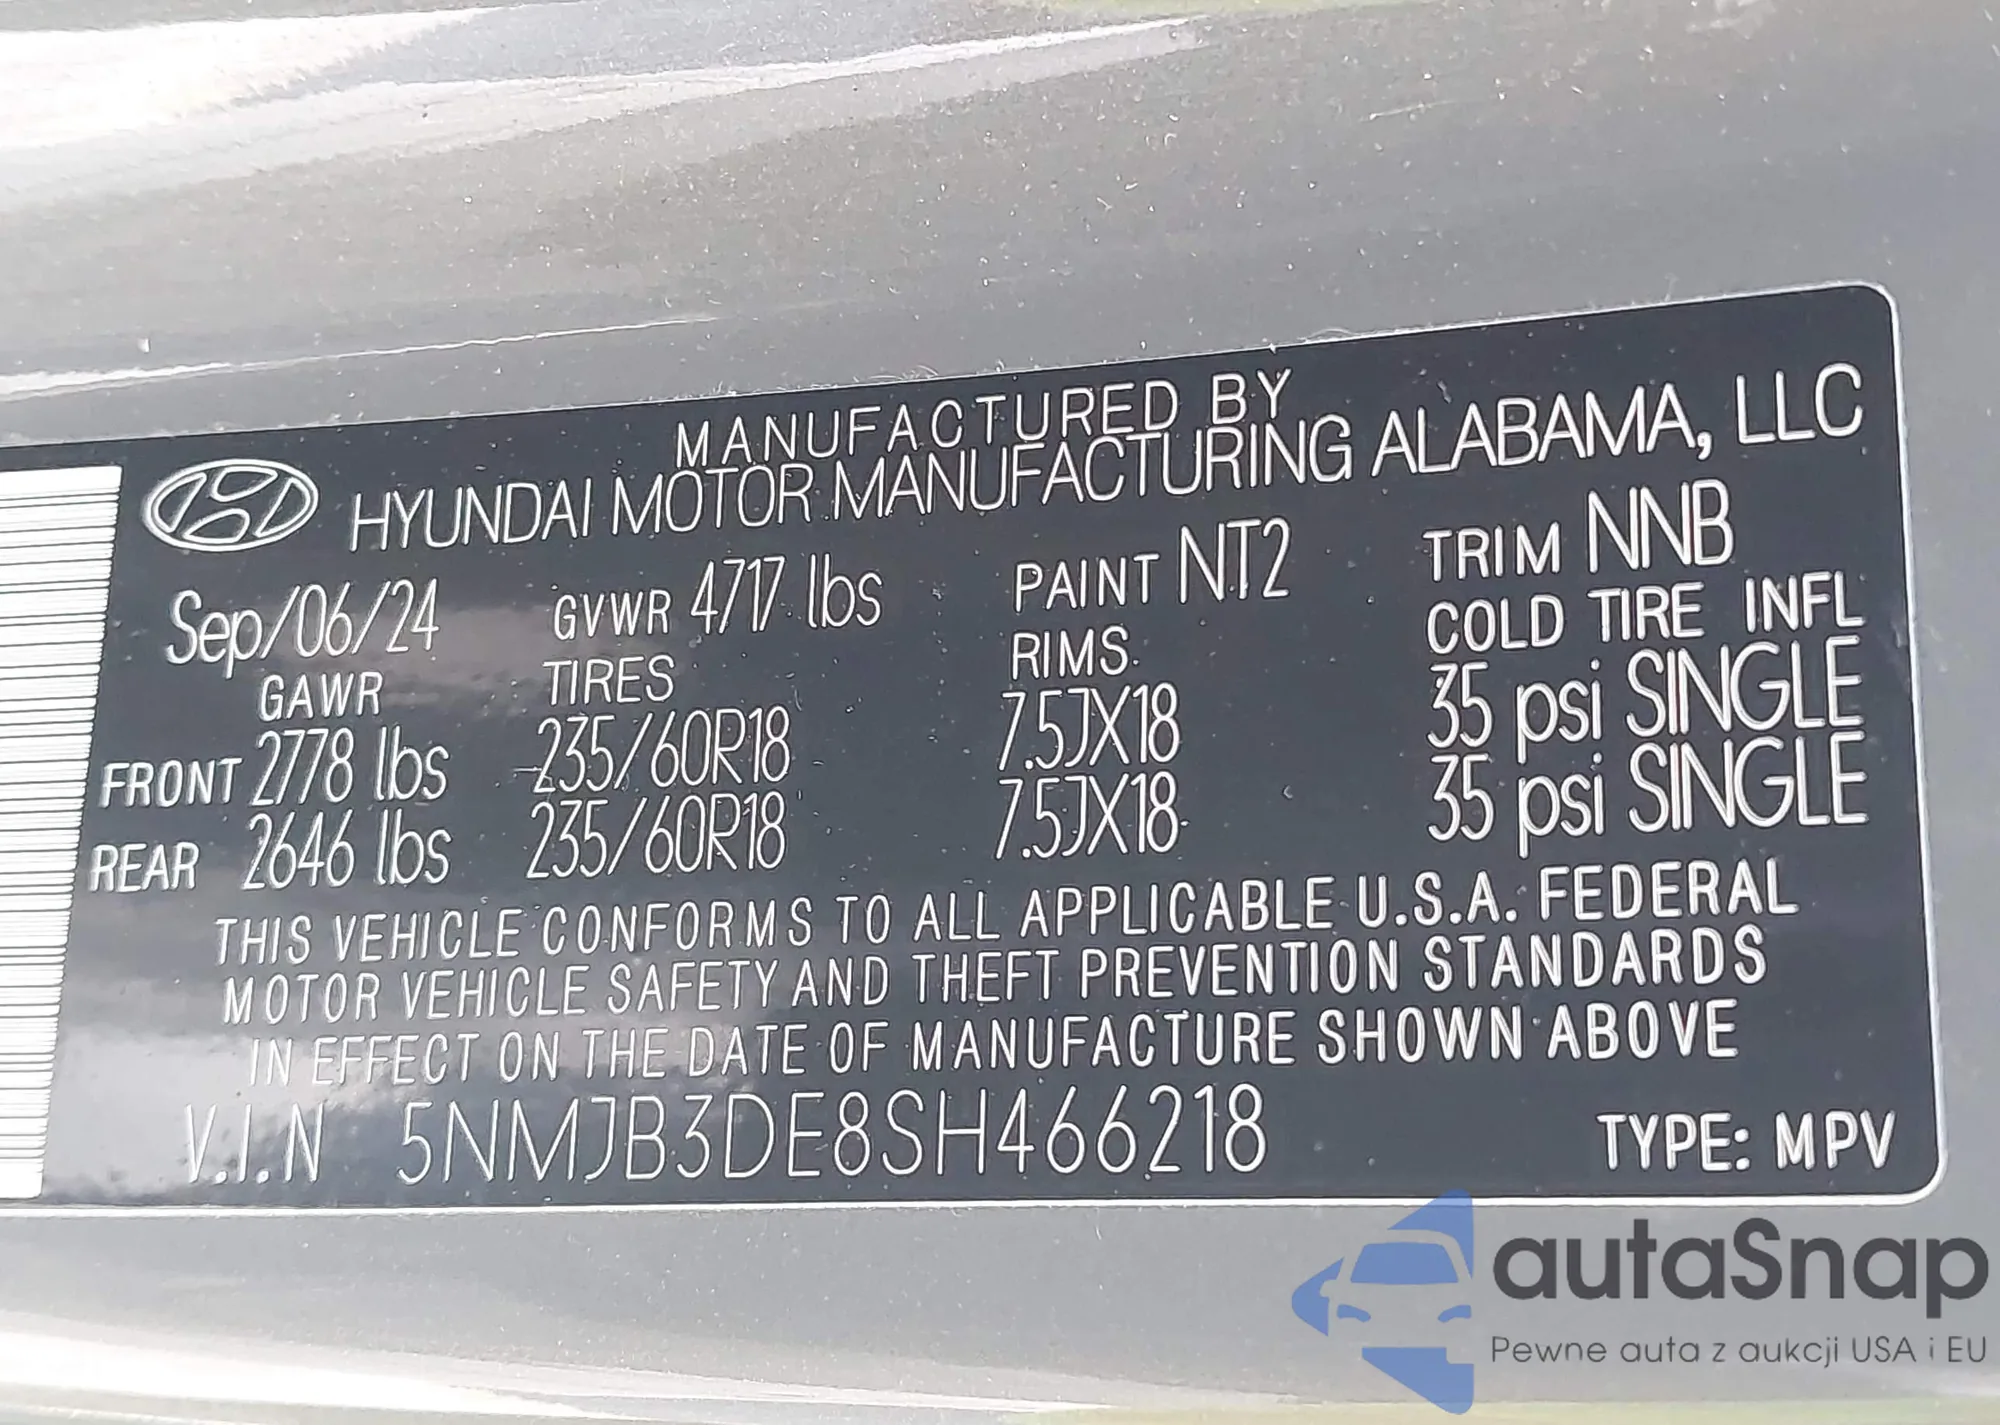 MANUFACTURED BY
HYUNDAI MOTOR MANUFACTURING ALABAMA, LLC
Sep/06/24 GVWR 4717 lbs PAINT NT2 TRIM NNB
GAWR TIRES RIMS COLD TIRE INFL
FRONT 2778 lbs 235/60R18 7.5JX18 35 psi SINGLE
REAR 2646 lbs 235/60R18 7.5JX18 35 psi SINGLE
THIS VEHICLE CONFORMS TO ALL APPLICABLE U.S.A. FEDERAL
MOTOR VEHICLE SAFETY AND THEFT PREVENTION STANDARDS
IN EFFECT ON THE DATE OF MANUFACTURE SHOWN ABOVE
V.I.N 5NMJB3DE8SH466218 TYPE: MPV
autaSnap
Pewne auta z aukcji USA i EU